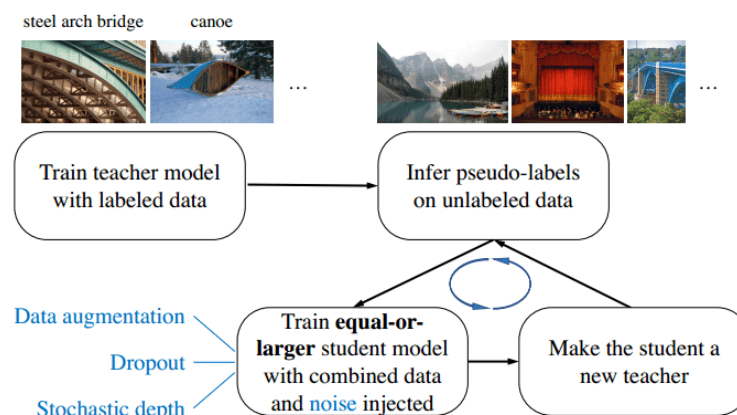 steel arch bridge
canoe
...
...
Train teacher model
with labeled data
Infer pseudo-labels
on unlabeled data
Data augmentation
Dropout
Stochastic depth
Train equal-or-
larger student model
with combined data
and noise injected
Make the student a
new teacher